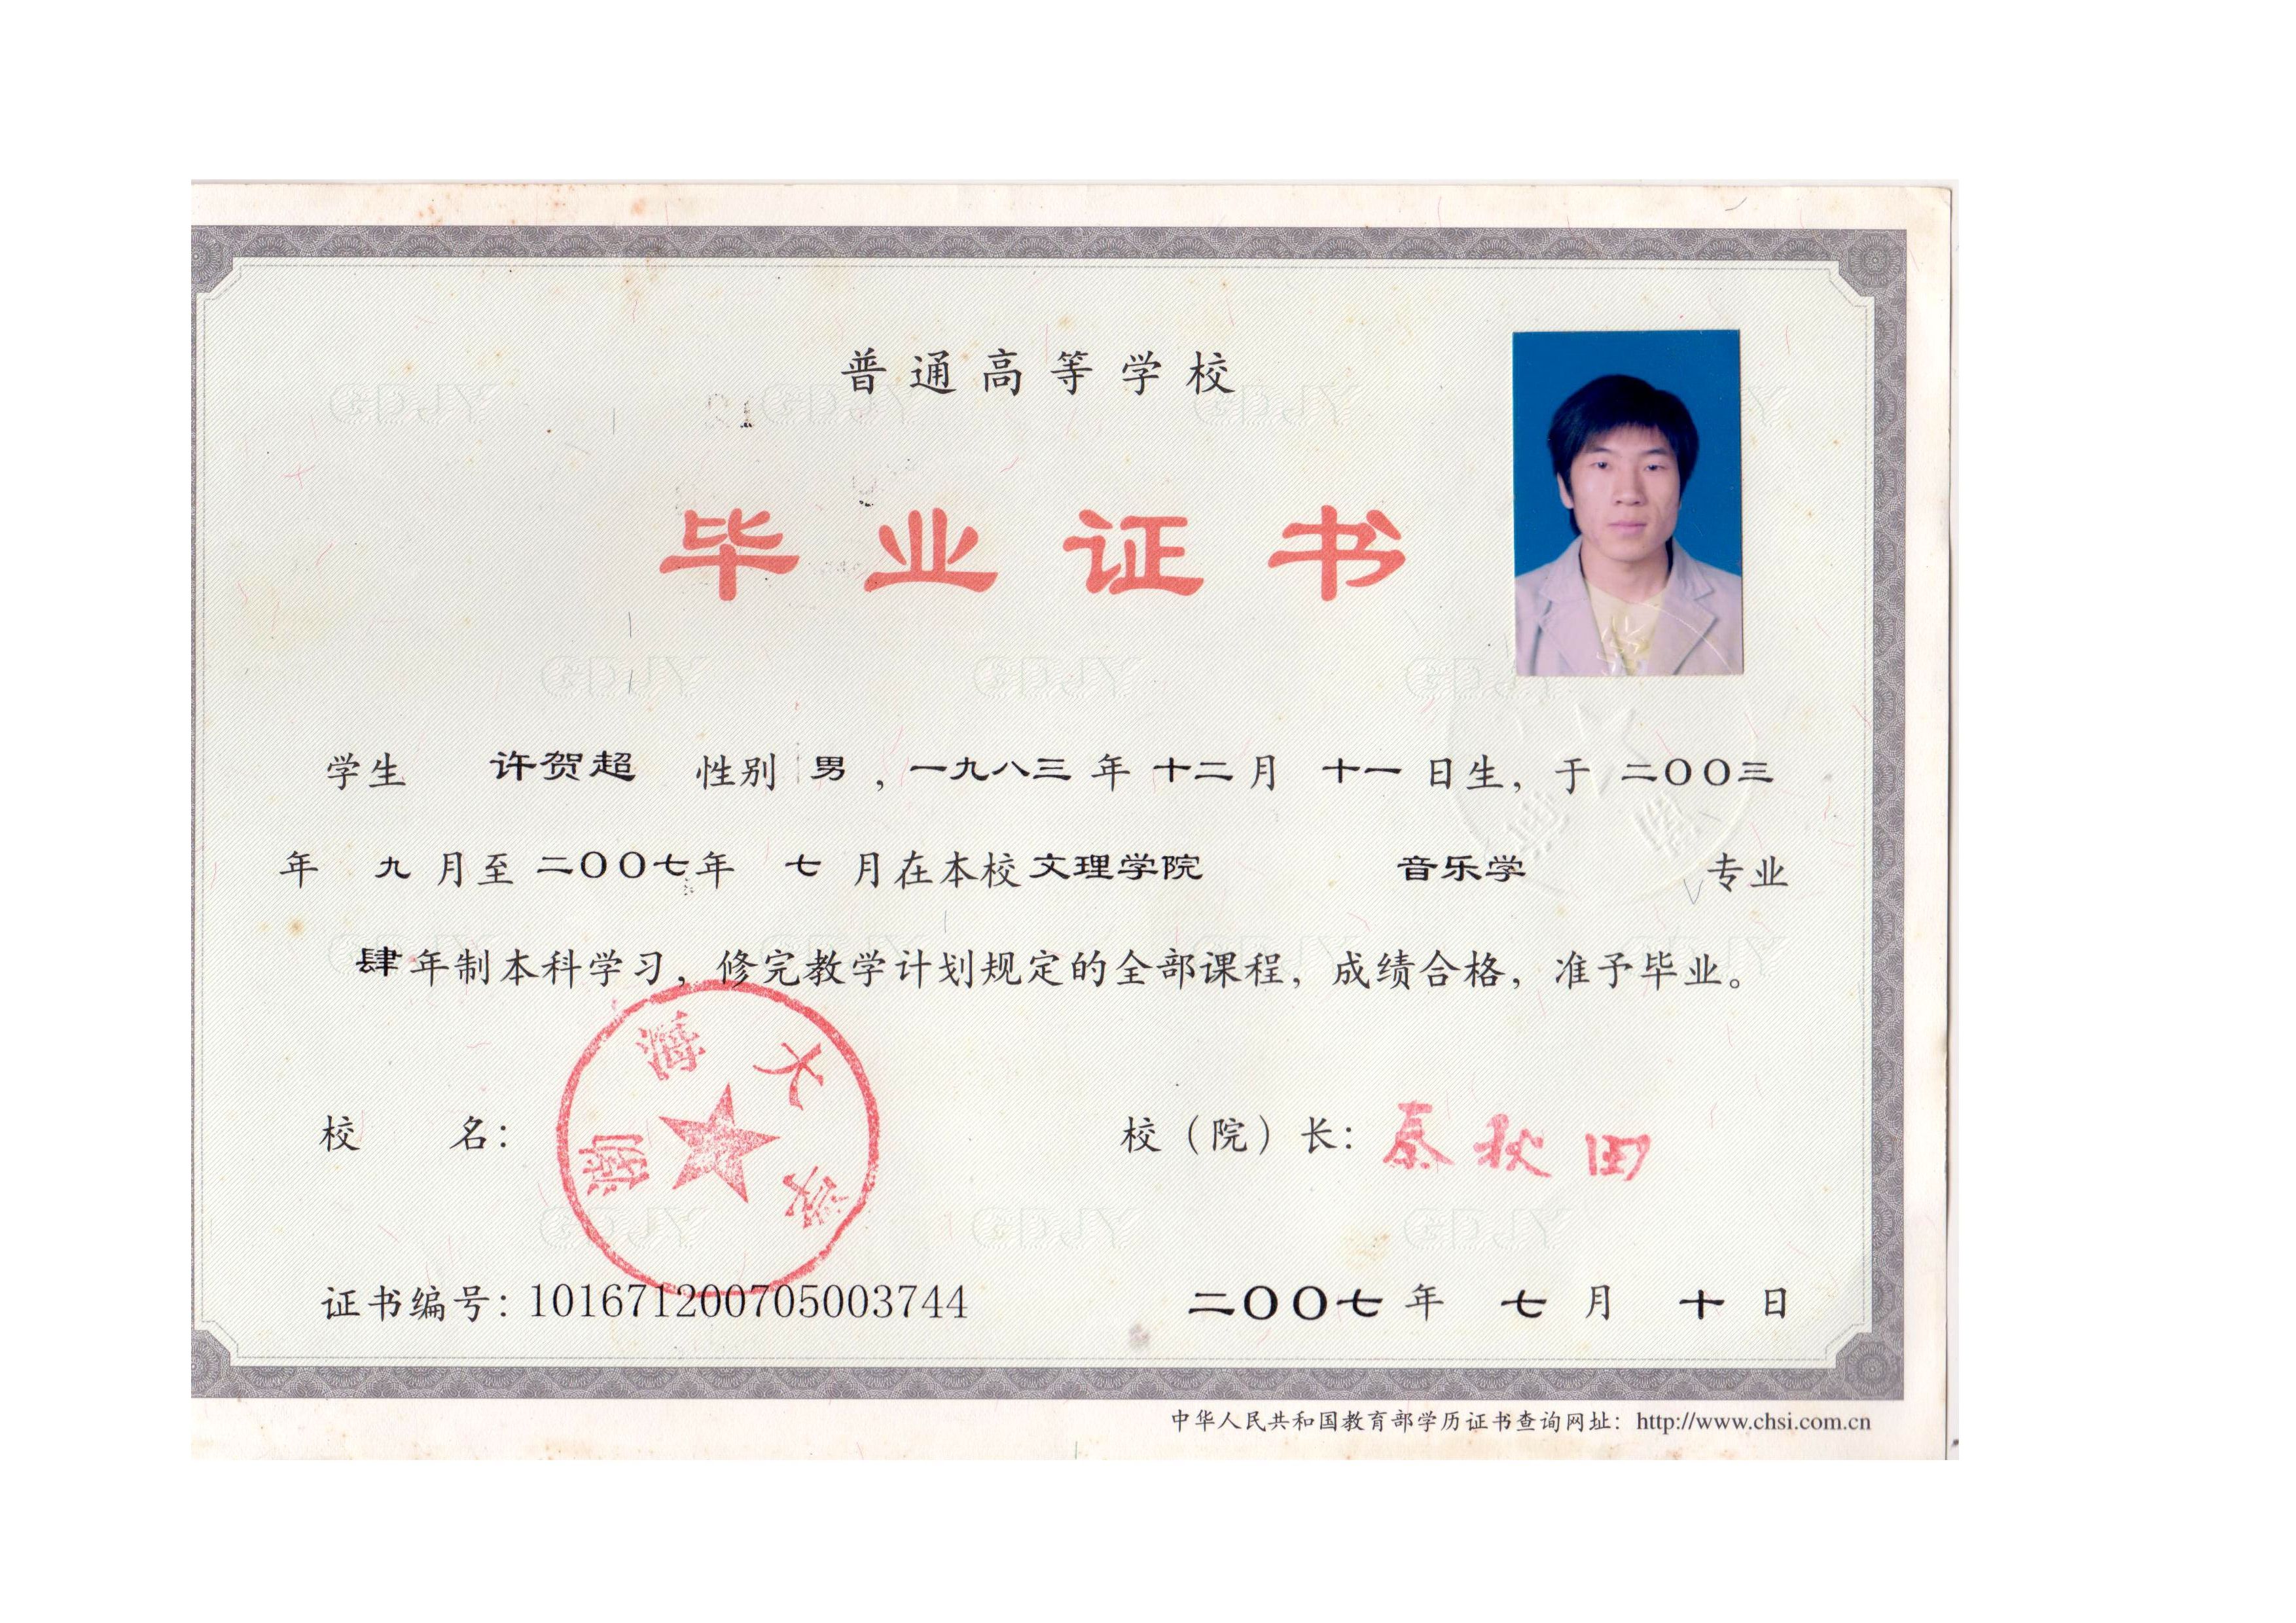 普通高等学校
毕业证书
学生 许贺超 性别 男 ，一九八三 年 十二 月 十一 日生，于 二〇〇三
年 九 月至 二〇〇七 年 七 月在本校 文理学院 音乐学 专业
肆 年制本科学习，修完教学计划规定的全部课程，成绩合格，准予毕业。
校 名： 渤海大学 校（院）长： 秦秋田
证书编号：101671200705003744 二〇〇七 年 七 月 十 日
中华人民共和国教育部学历证书查询网址：http://www.chsi.com.cn
GDJY